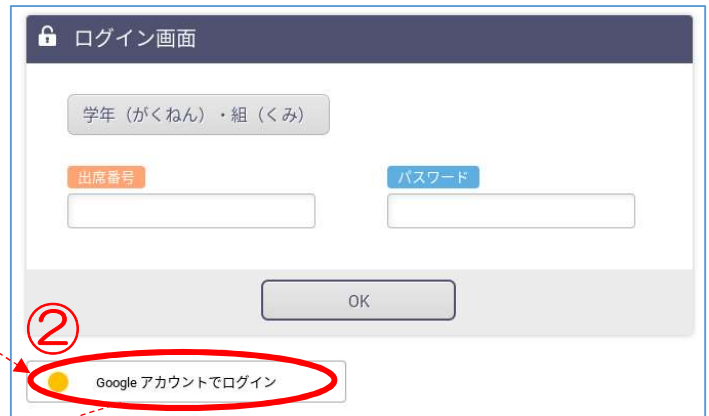 ログイン画面
学年（がくねん）・組（くみ）
出席番号 パスワード
OK
②
Google アカウントでログイン